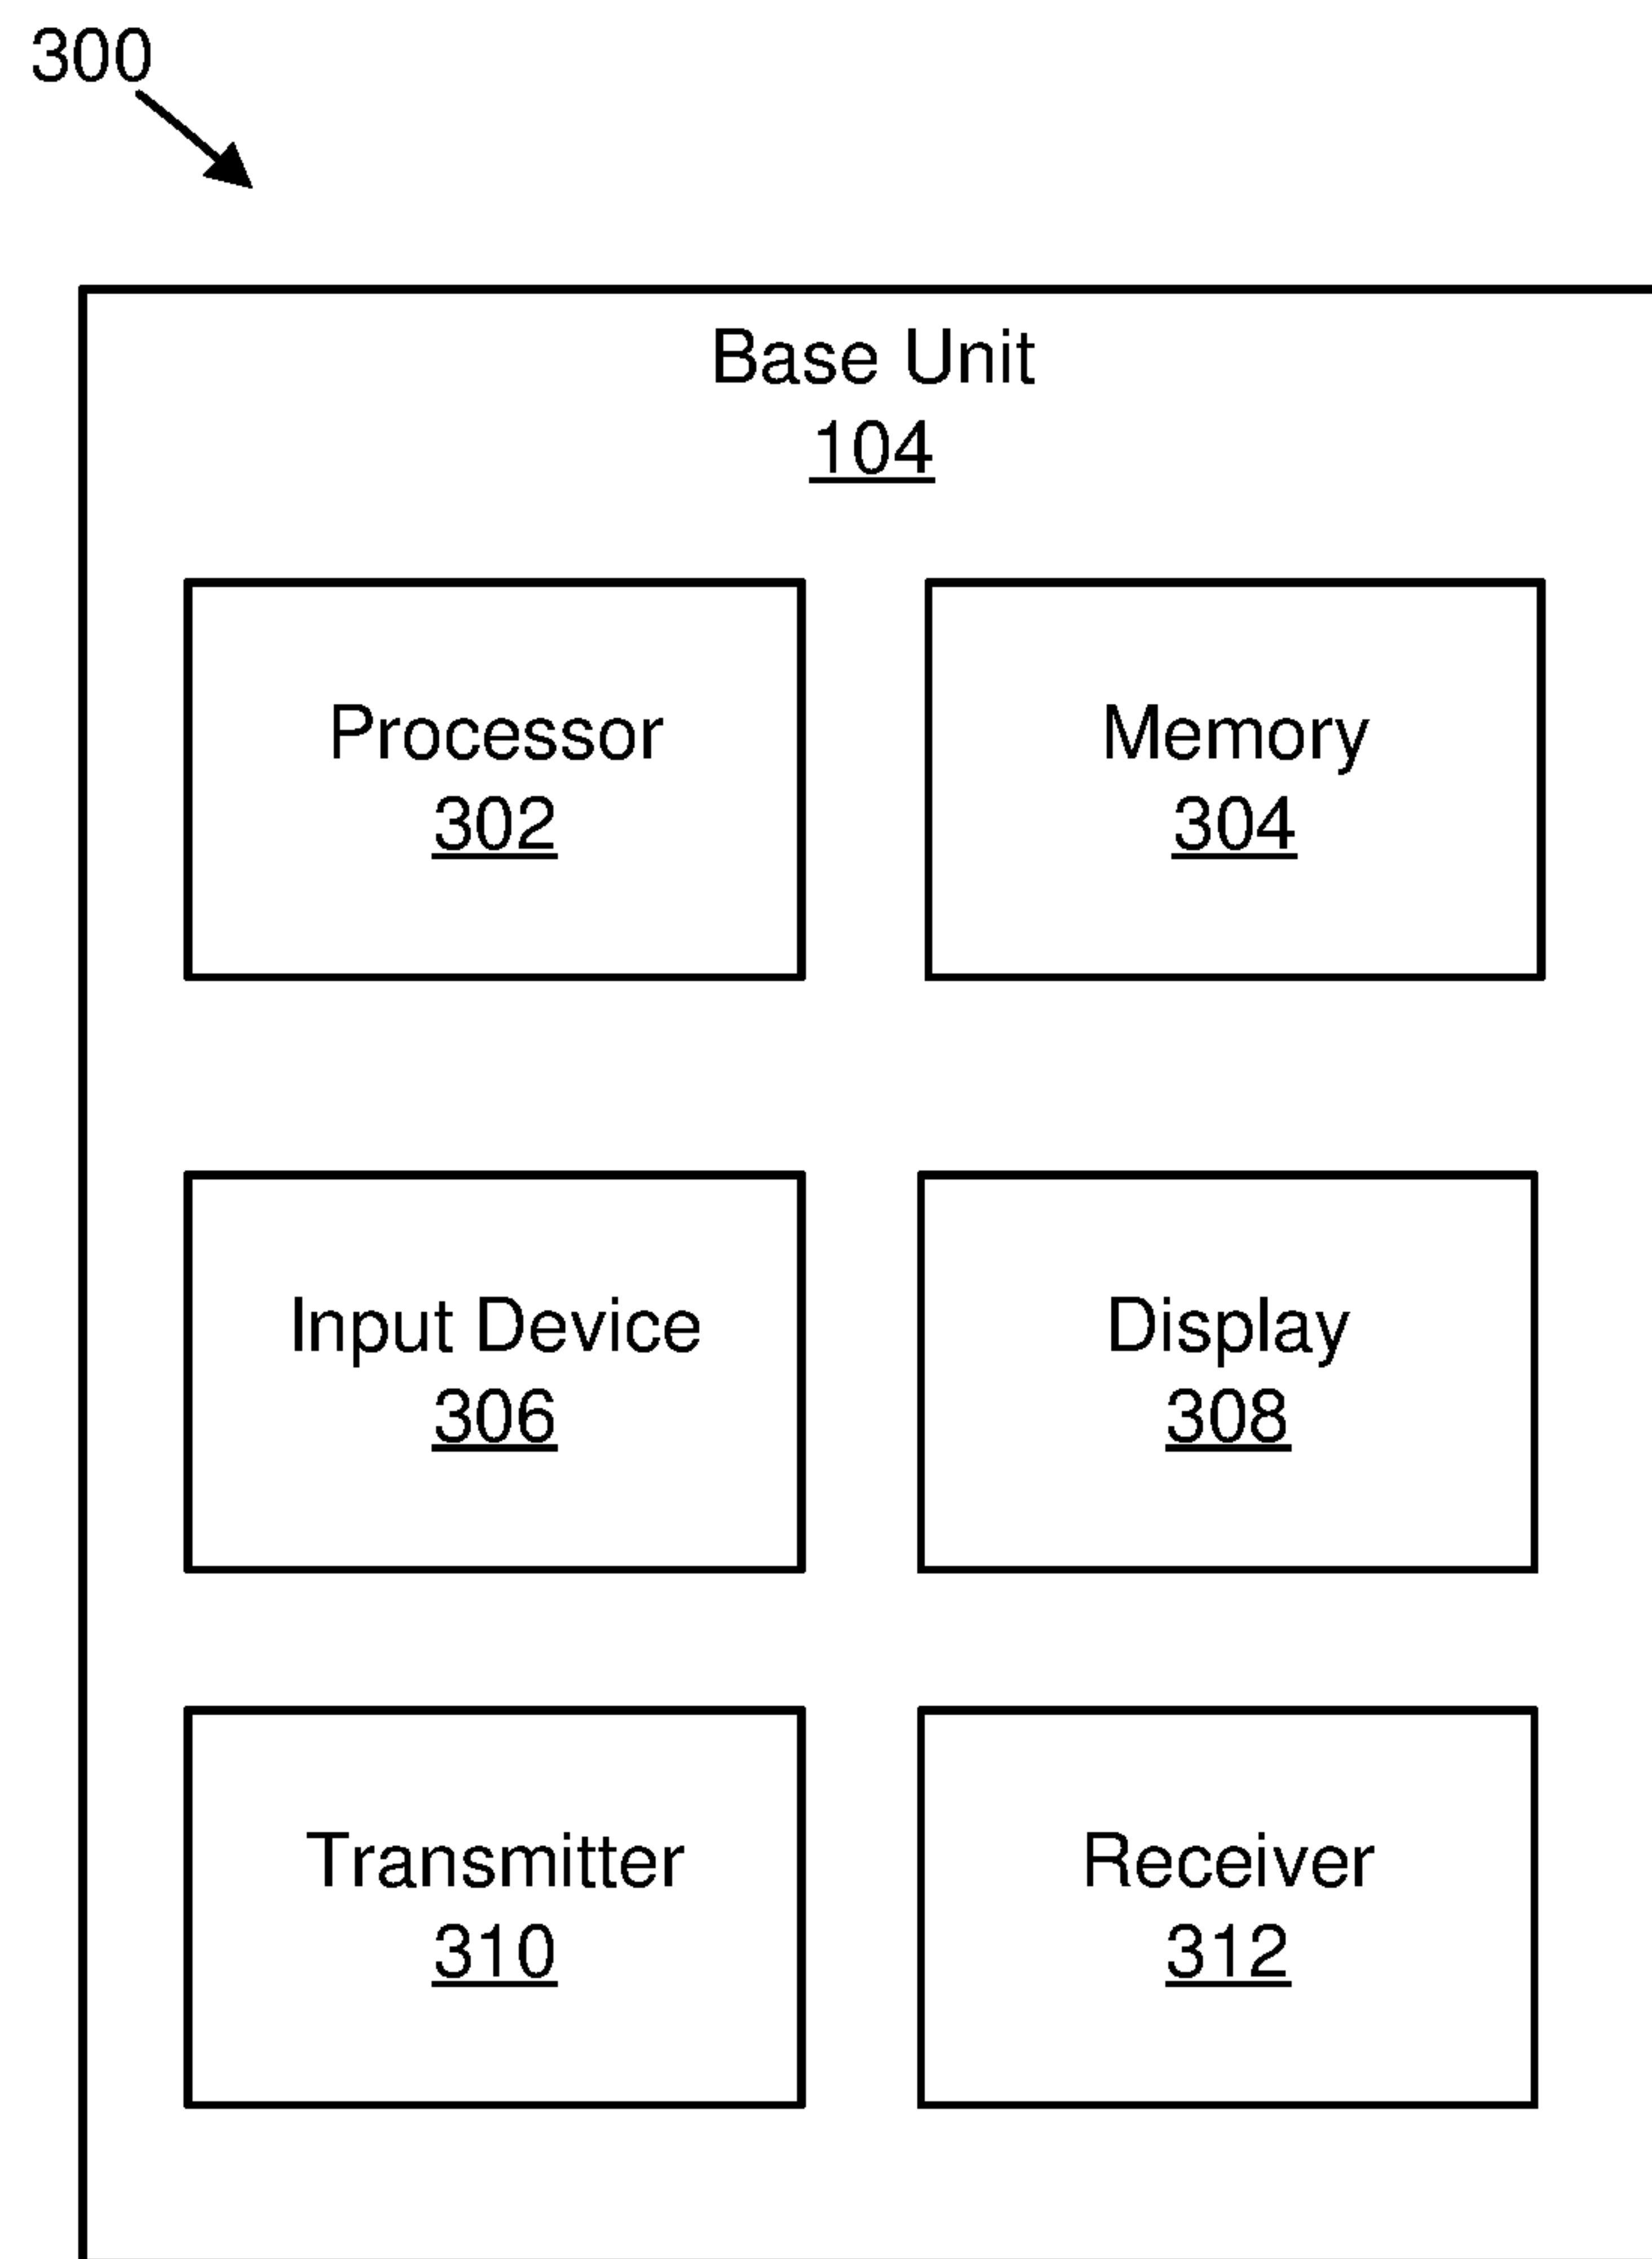 300
Base Unit
104
Processor
302
Memory
304
Input Device
306
Display
308
Transmitter
310
Receiver
312